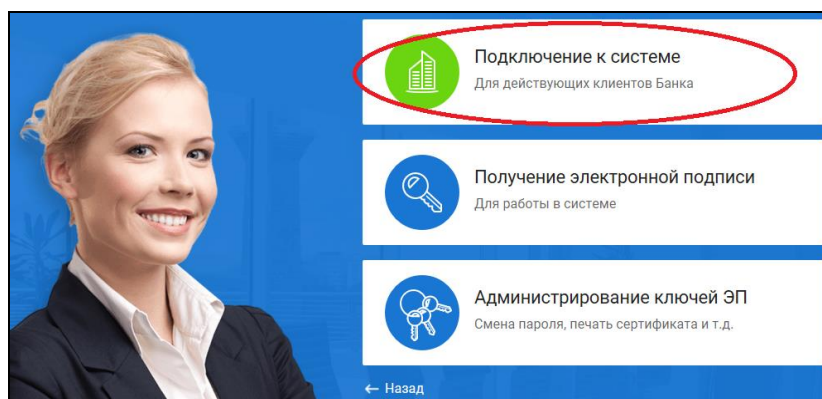 Подключение к системе
Для действующих клиентов Банка
Получение электронной подписи
Для работы в системе
Администрирование ключей ЭП
Смена пароля, печать сертификата и т.д.
← Назад